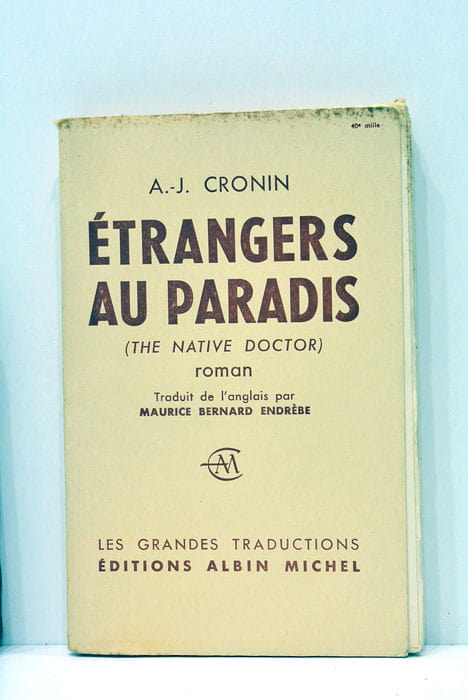 40e mille
A.-J. CRONIN
ÉTRANGERS
AU PARADIS
(THE NATIVE DOCTOR)
roman
Traduit de l'anglais par
MAURICE BERNARD ENDRÈBE
AM
LES GRANDES TRADUCTIONS
ÉDITIONS ALBIN MICHEL